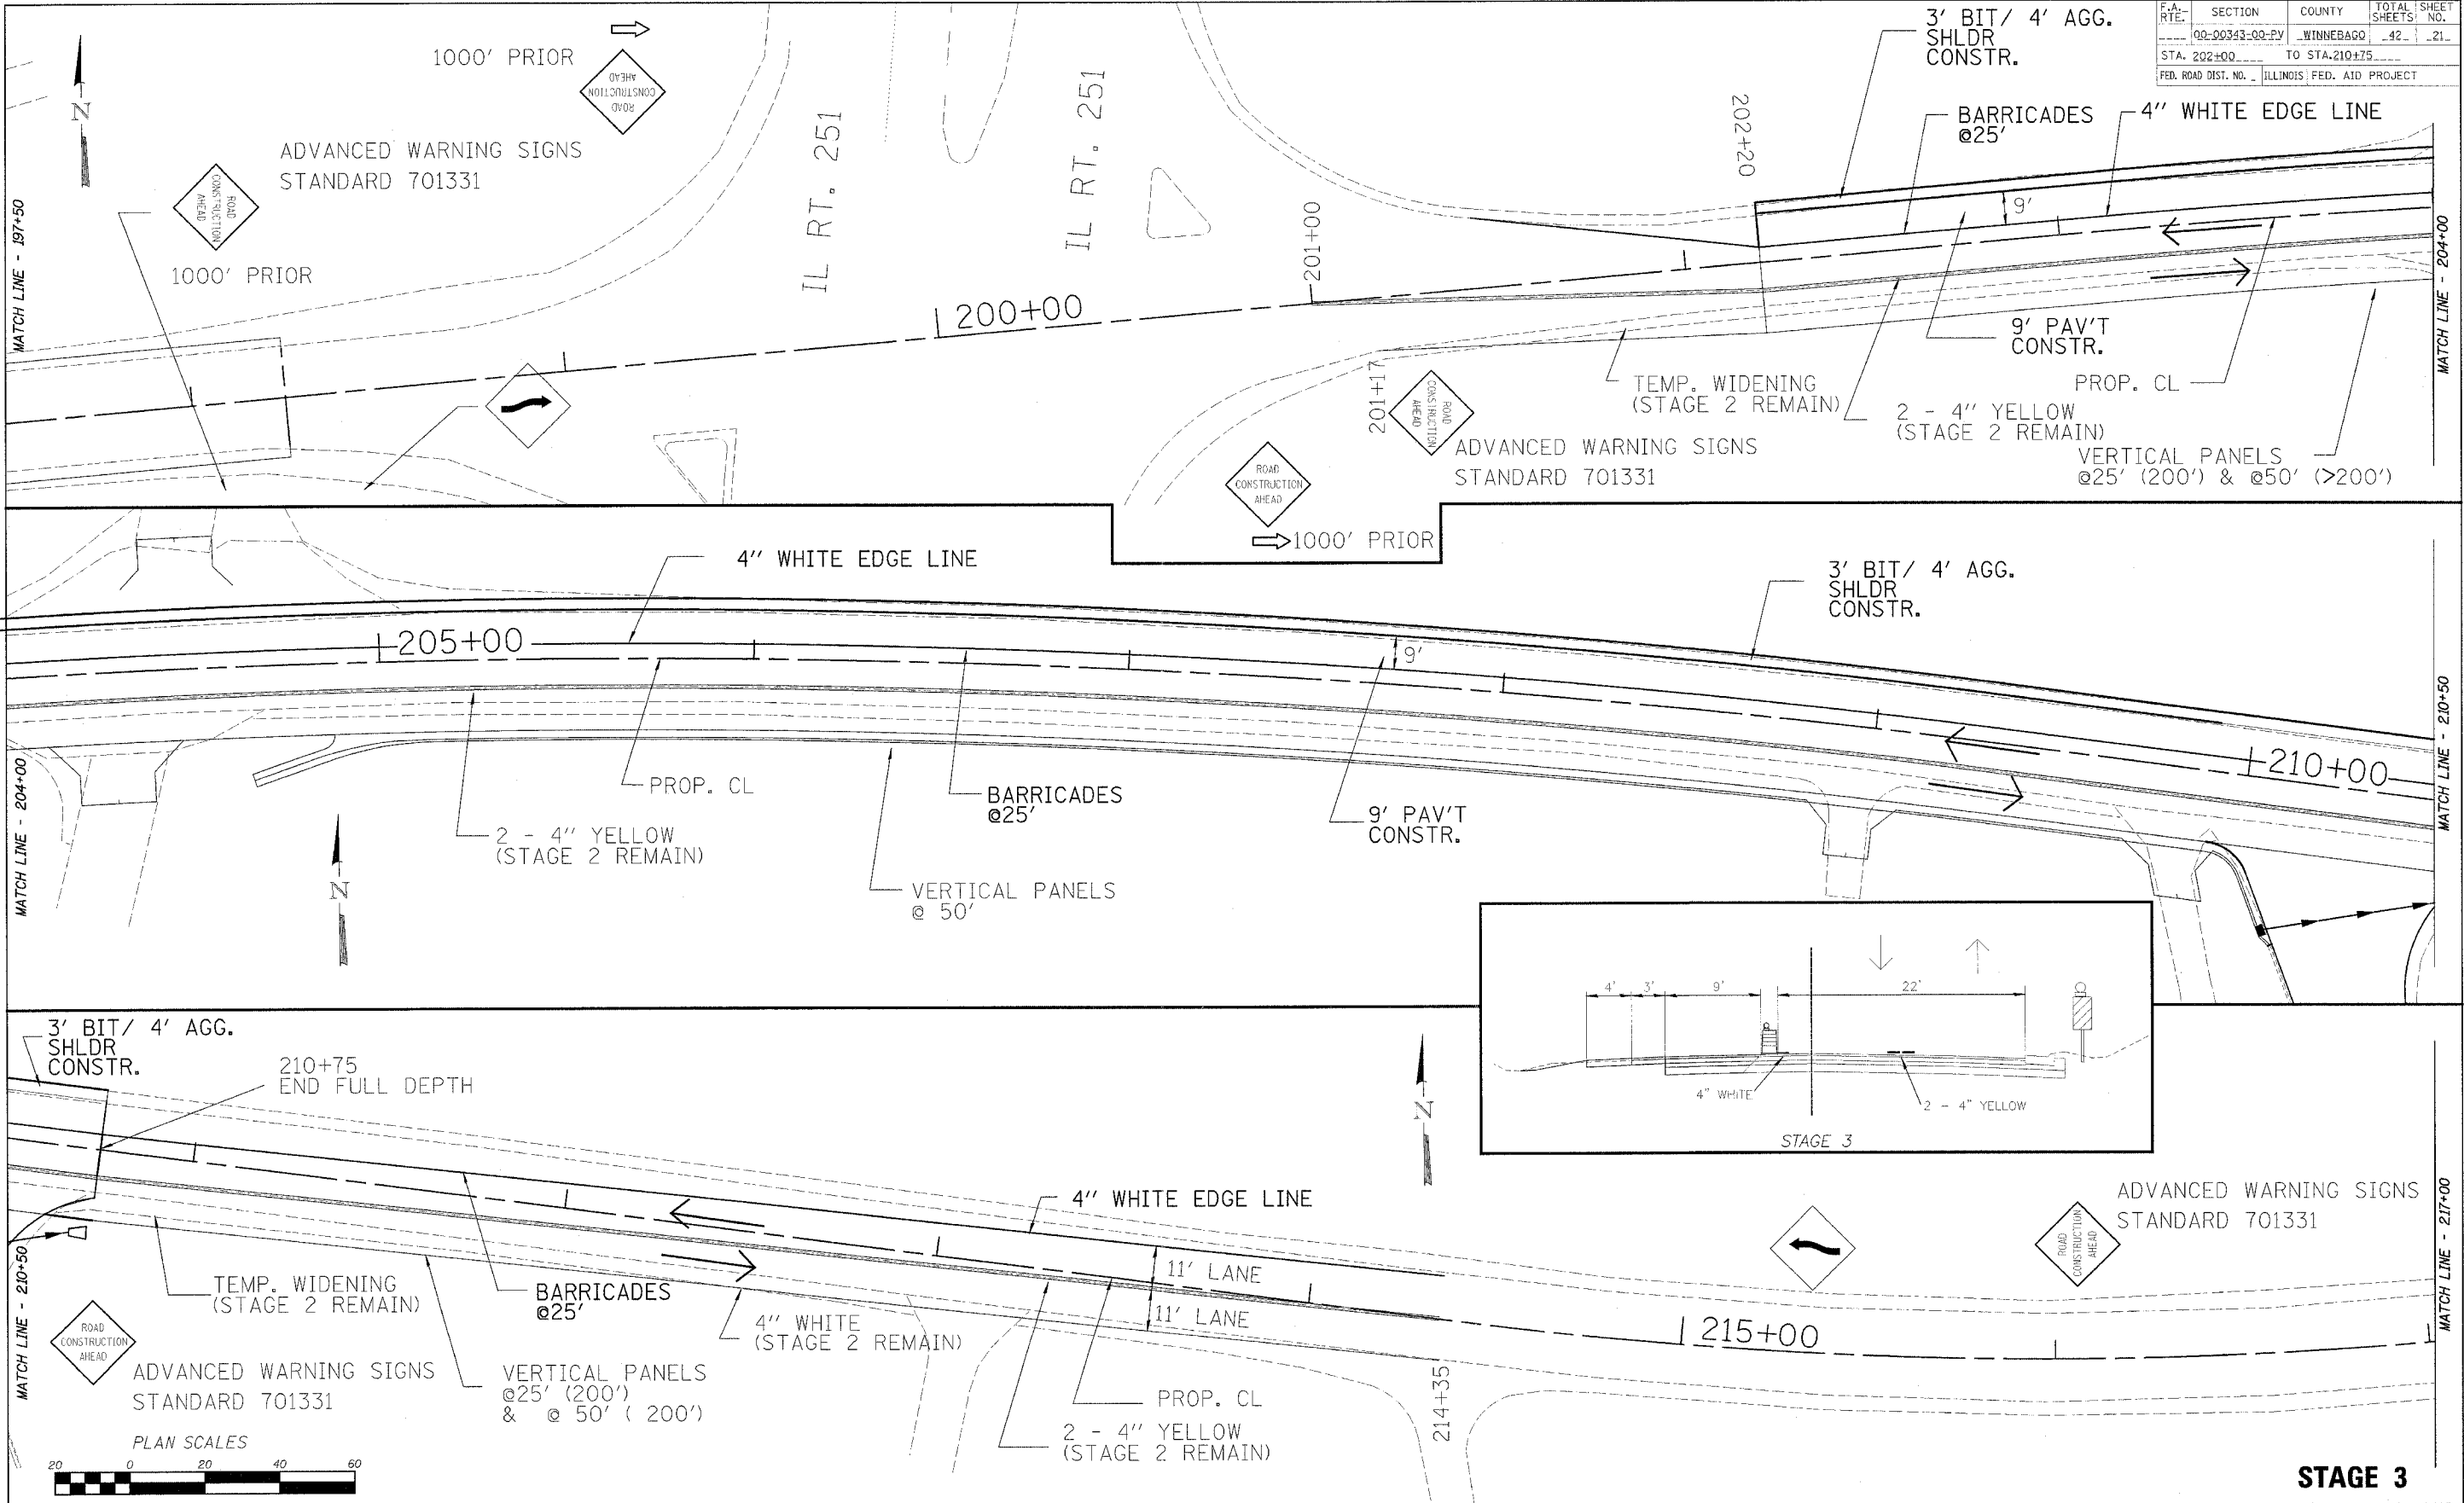 F.A. RTE. SECTION COUNTY TOTAL SHEETS SHEET NO.
00-00343-00-PV WINNEBAGO 42 21
STA. 202+00 TO STA.210+75
FED. ROAD DIST. NO. _ ILLINOIS FED. AID PROJECT
MATCH LINE - 197+50
N
1000' PRIOR
ROAD
CONSTRUCTION
AHEAD
ADVANCED WARNING SIGNS
STANDARD 701331
ROAD
CONSTRUCTION
AHEAD
1000' PRIOR
IL RT. 251
IL RT. 251
200+00
201+00
201+17
202+20
3' BIT/ 4' AGG.
SHLDR
CONSTR.
BARRICADES
@25'
4" WHITE EDGE LINE
9'
9' PAV'T
CONSTR.
PROP. CL
TEMP. WIDENING
(STAGE 2 REMAIN)
2 - 4" YELLOW
(STAGE 2 REMAIN)
VERTICAL PANELS
@25' (200') & @50' (>200')
ROAD
CONSTRUCTION
AHEAD
ADVANCED WARNING SIGNS
STANDARD 701331
ROAD
CONSTRUCTION
AHEAD
1000' PRIOR
MATCH LINE - 204+00
MATCH LINE - 204+00
4" WHITE EDGE LINE
205+00
3' BIT/ 4' AGG.
SHLDR
CONSTR.
9'
PROP. CL
BARRICADES
@25'
2 - 4" YELLOW
(STAGE 2 REMAIN)
9' PAV'T
CONSTR.
VERTICAL PANELS
@ 50'
N
210+00
MATCH LINE - 210+50
4' 3' 9' 22'
4" WHITE
2 - 4" YELLOW
STAGE 3
3' BIT/ 4' AGG.
SHLDR
CONSTR.
210+75
END FULL DEPTH
N
MATCH LINE - 210+50
4" WHITE EDGE LINE
11' LANE
11' LANE
TEMP. WIDENING
(STAGE 2 REMAIN)
BARRICADES
@25'
4" WHITE
(STAGE 2 REMAIN)
ROAD
CONSTRUCTION
AHEAD
ADVANCED WARNING SIGNS
STANDARD 701331
VERTICAL PANELS
@25' (200')
& @ 50' ( 200')
PROP. CL
2 - 4" YELLOW
(STAGE 2 REMAIN)
214+35
215+00
ROAD
CONSTRUCTION
AHEAD
ADVANCED WARNING SIGNS
STANDARD 701331
MATCH LINE - 217+00
PLAN SCALES
20 0 20 40 60
STAGE 3